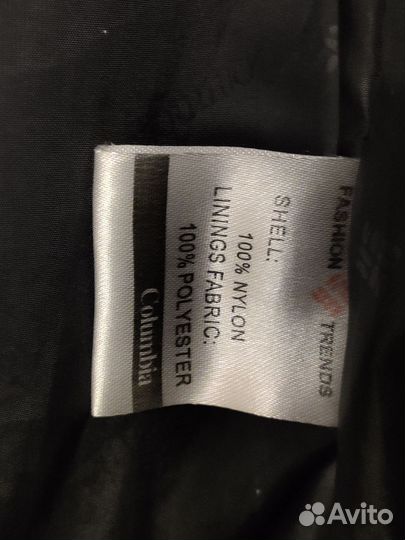 FASHION TRENDS
SHELL:
100% NYLON
LININGS FABRIC:
100% POLYESTER
Columbia
Avito